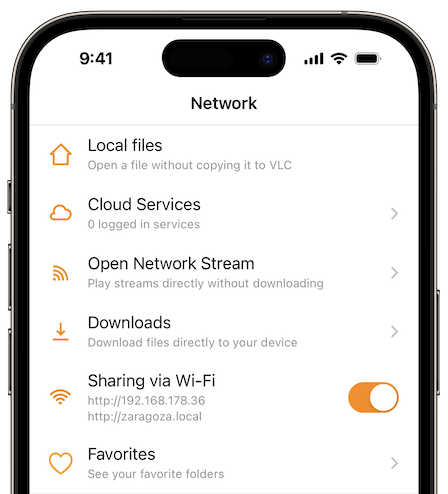 9:41
Network
Local files
Open a file without copying it to VLC
Cloud Services
0 logged in services
Open Network Stream
Play streams directly without downloading
Downloads
Download files directly to your device
Sharing via Wi-Fi
http://192.168.178.36
http://zaragoza.local
Favorites
See your favorite folders